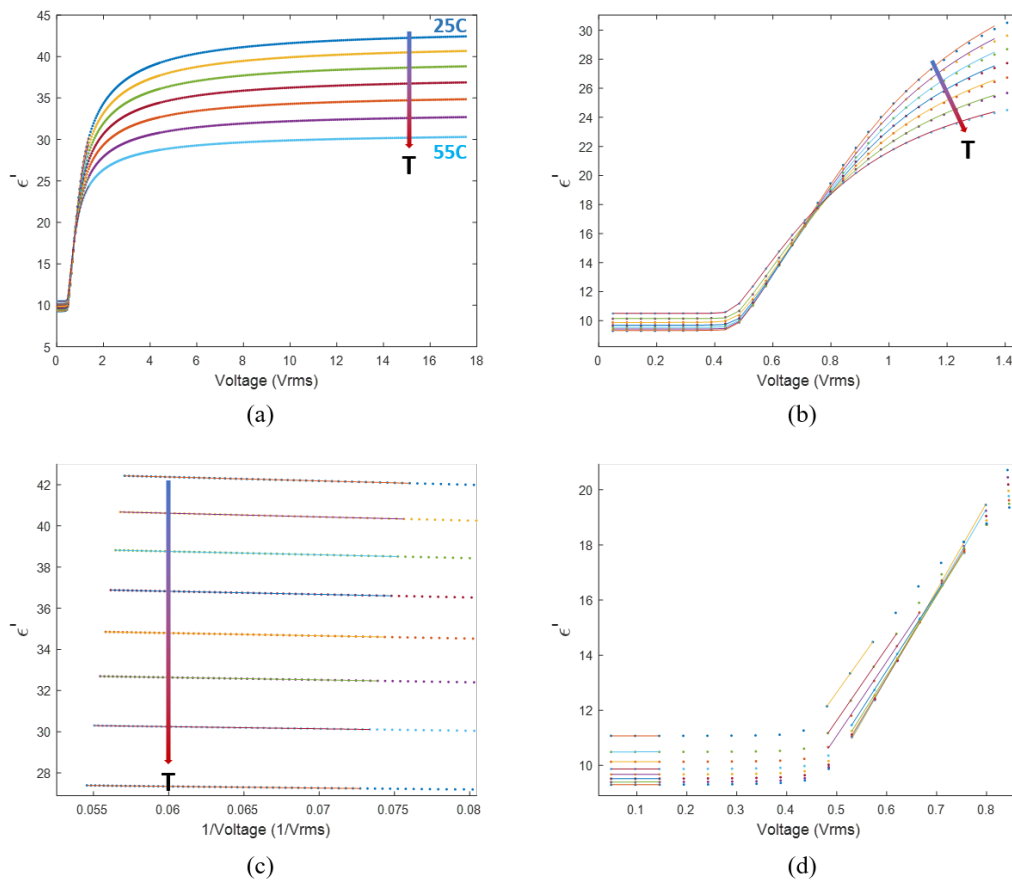 45
40
35
30
25
20
15
10
5
ϵ'
25C
55C
T
0 2 4 6 8 10 12 14 16 18
Voltage (Vrms)
(a)
30
28
26
24
22
20
18
16
14
12
10
ϵ'
T
0 0.2 0.4 0.6 0.8 1 1.2 1.4
Voltage (Vrms)
(b)
42
40
38
36
34
32
30
28
ϵ'
T
0.055 0.06 0.065 0.07 0.075 0.08
1/Voltage (1/Vrms)
(c)
20
18
16
14
12
10
ϵ'
0.1 0.2 0.3 0.4 0.5 0.6 0.7 0.8
Voltage (Vrms)
(d)